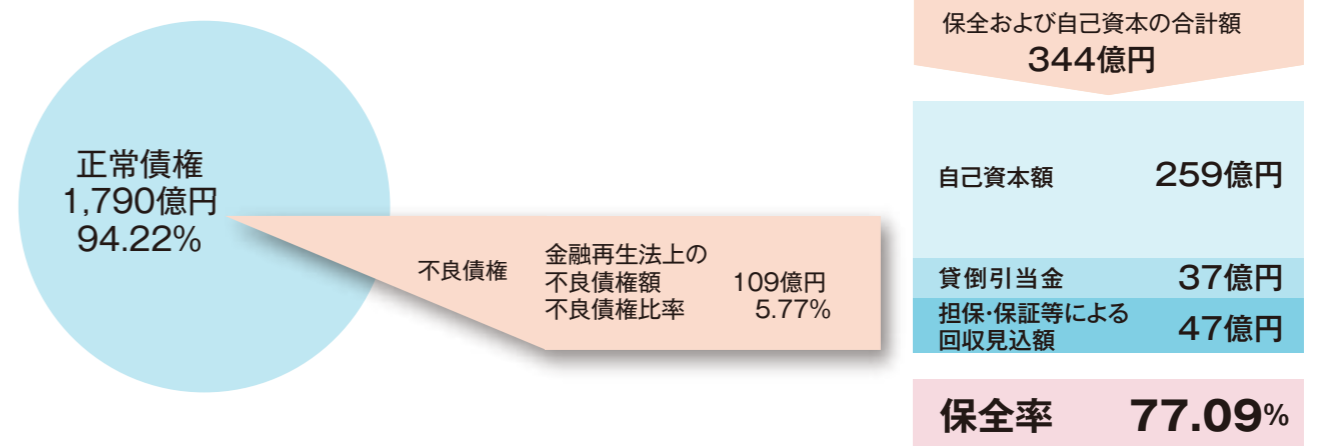 正常債権
1,790億円
94.22%
不良債権
金融再生法上の
不良債権額 109億円
不良債権比率 5.77%
保全および自己資本の合計額
344億円
自己資本額 259億円
貸倒引当金 37億円
担保・保証等による
回収見込額 47億円
保全率 77.09%